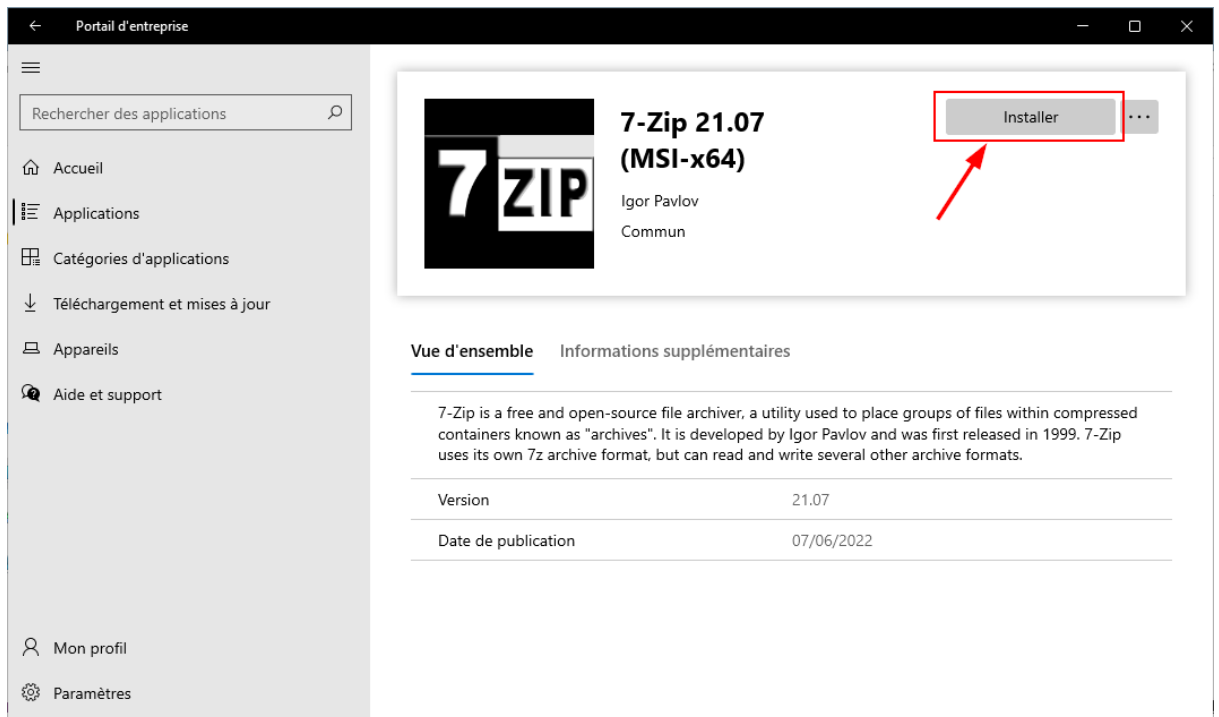 Portail d'entreprise
Rechercher des applications
Accueil
Applications
Catégories d'applications
Téléchargement et mises à jour
Appareils
Aide et support
Mon profil
Paramètres
7 ZIP
7-Zip 21.07
(MSI-x64)
Igor Pavlov
Commun
Installer
Vue d'ensemble Informations supplémentaires
7-Zip is a free and open-source file archiver, a utility used to place groups of files within compressed
containers known as "archives". It is developed by Igor Pavlov and was first released in 1999. 7-Zip
uses its own 7z archive format, but can read and write several other archive formats.
Version 21.07
Date de publication 07/06/2022